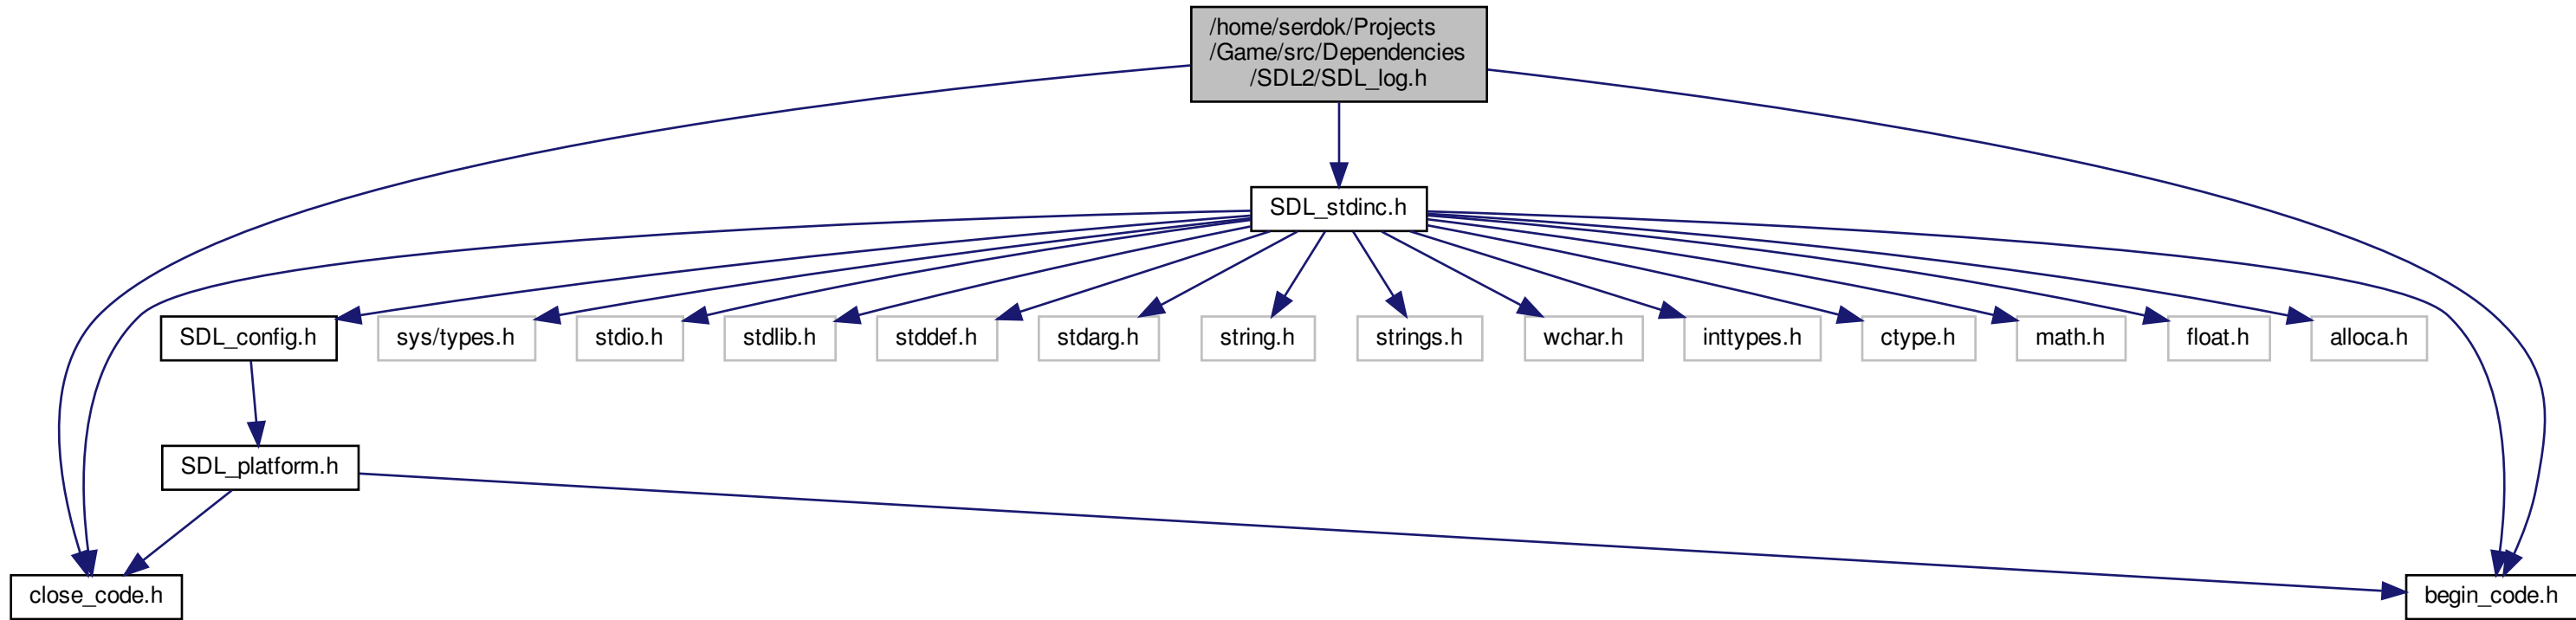 /home/serdok/Projects
/Game/src/Dependencies
/SDL2/SDL_log.h
SDL_stdinc.h
SDL_config.h
sys/types.h
stdio.h
stdlib.h
stddef.h
stdarg.h
string.h
strings.h
wchar.h
inttypes.h
ctype.h
math.h
float.h
alloca.h
SDL_platform.h
close_code.h
begin_code.h